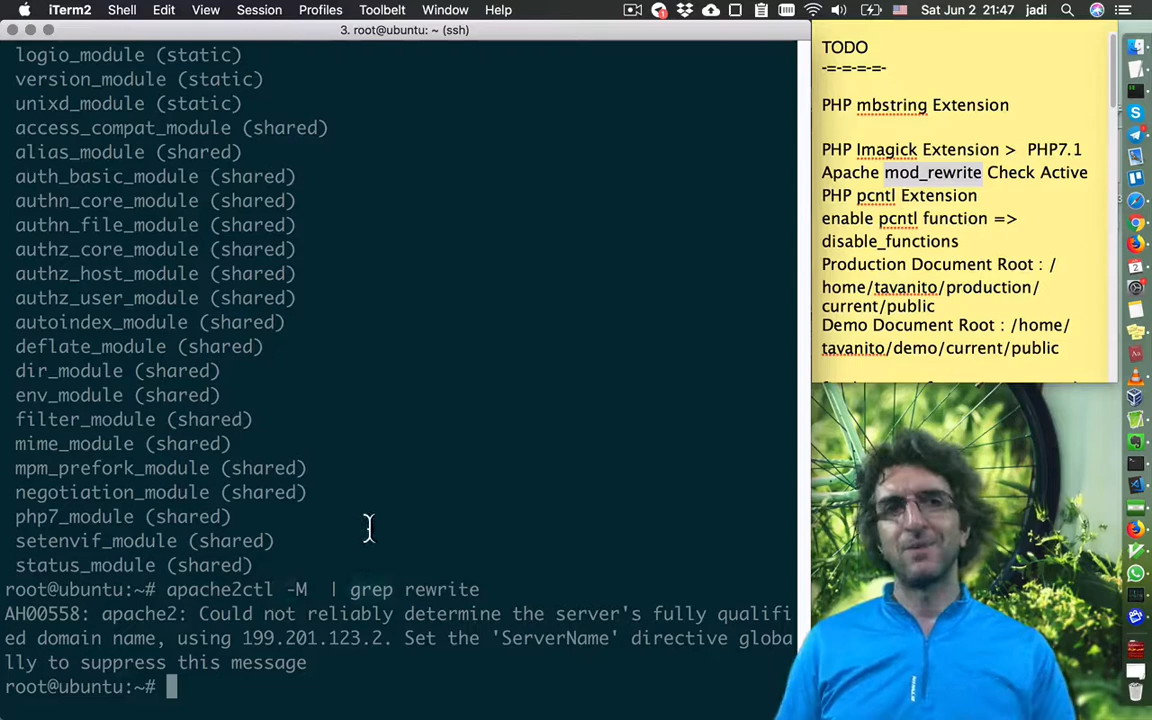 iTerm2 Shell Edit View Session Profiles Toolbelt Window Help Sat Jun 2 21:47 jadi
3. root@ubuntu: ~ (ssh)
logio_module (static)
version_module (static)
unixd_module (static)
access_compat_module (shared)
alias_module (shared)
auth_basic_module (shared)
authn_core_module (shared)
authn_file_module (shared)
authz_core_module (shared)
authz_host_module (shared)
authz_user_module (shared)
autoindex_module (shared)
deflate_module (shared)
dir_module (shared)
env_module (shared)
filter_module (shared)
mime_module (shared)
mpm_prefork_module (shared)
negotiation_module (shared)
php7_module (shared)
setenvif_module (shared)
status_module (shared)
root@ubuntu:~# apache2ctl -M  | grep rewrite
AH00558: apache2: Could not reliably determine the server's fully qualifi
ed domain name, using 199.201.123.2. Set the 'ServerName' directive globa
lly to suppress this message
root@ubuntu:~#
TODO
-=-=-=-=-
PHP mbstring Extension
PHP Imagick Extension > PHP7.1
Apache mod_rewrite Check Active
PHP pcntl Extension
enable pcntl function =>
disable_functions
Production Document Root : /
home/tavanito/production/
current/public
Demo Document Root : /home/
tavanito/demo/current/public